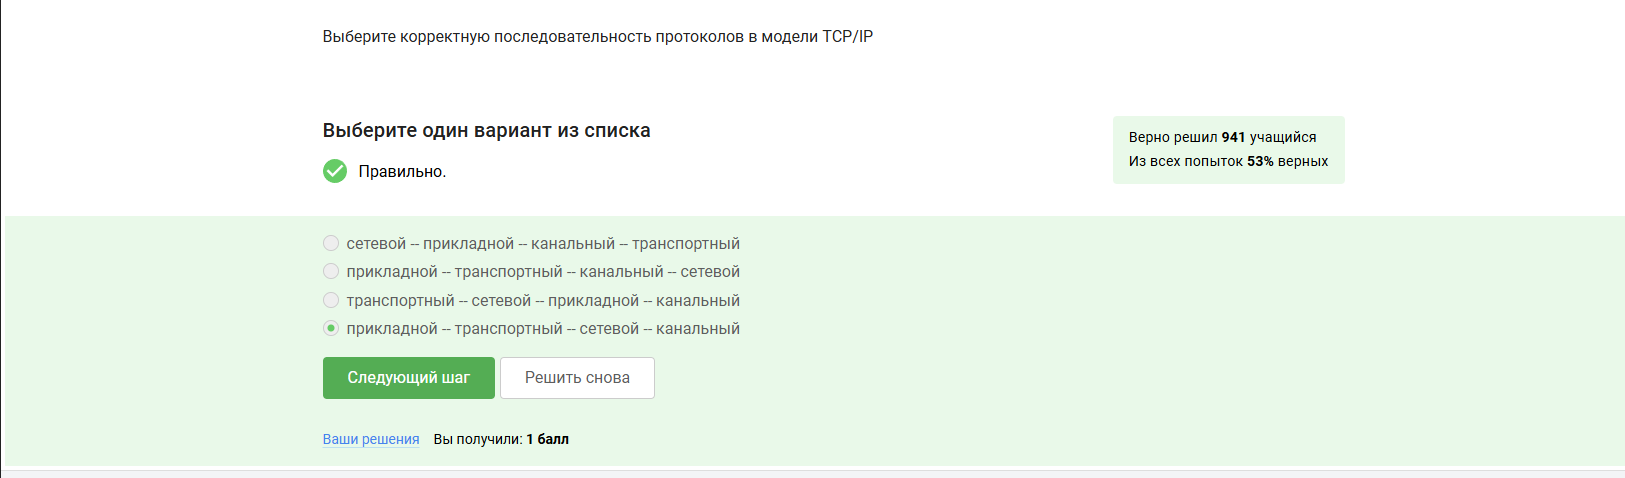 Выберите корректную последовательность протоколов в модели TCP/IP
Выберите один вариант из списка
Правильно.
Верно решил 941 учащийся
Из всех попыток 53% верных
сетевой -- прикладной -- канальный -- транспортный
прикладной -- транспортный -- канальный -- сетевой
транспортный -- сетевой -- прикладной -- канальный
прикладной -- транспортный -- сетевой -- канальный
Следующий шаг
Решить снова
Ваши решения Вы получили: 1 балл